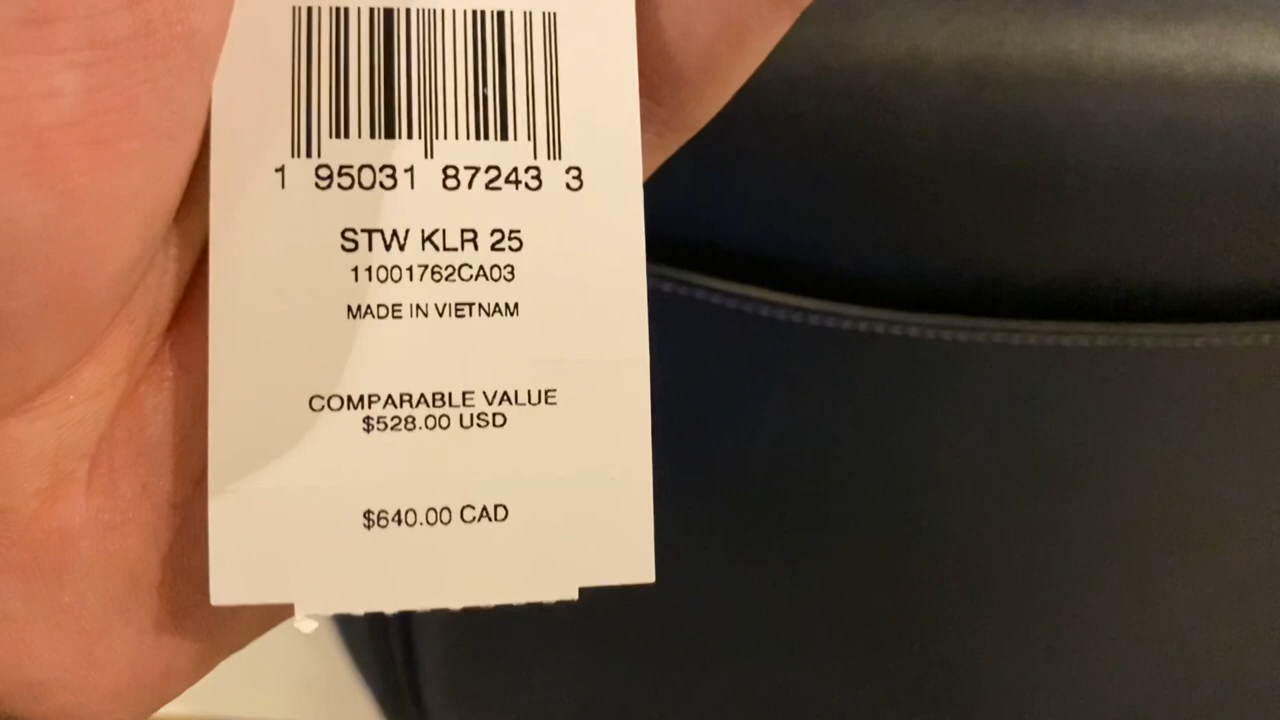 1 95031 87243 3
STW KLR 25
11001762CA03
MADE IN VIETNAM
COMPARABLE VALUE
$528.00 USD
$640.00 CAD